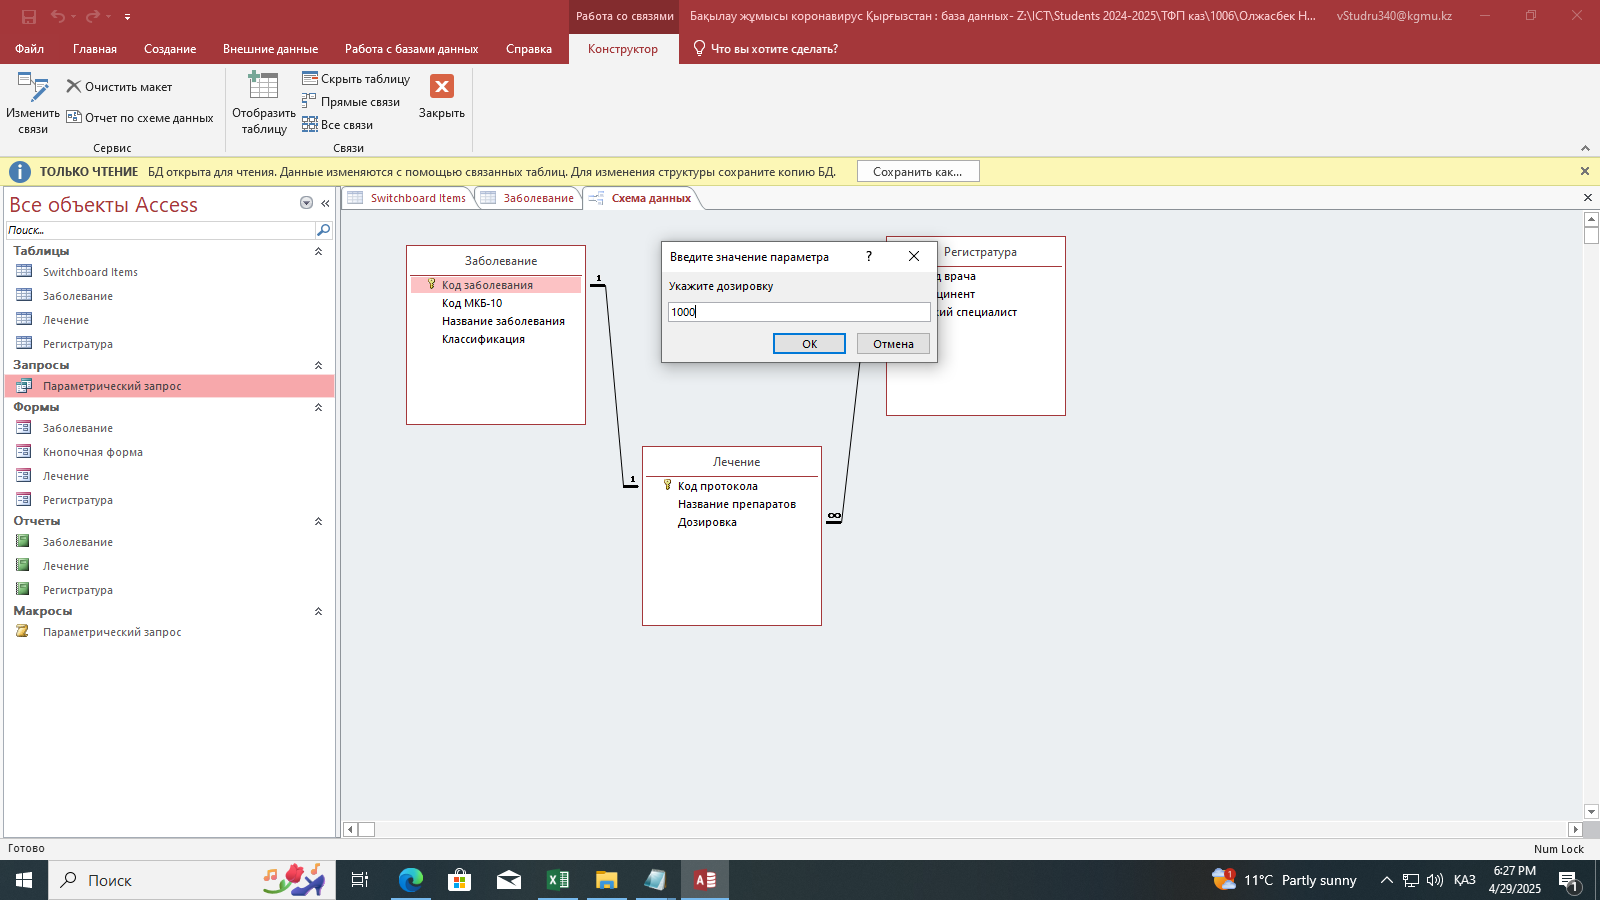 Работа со связями
Бақылау жұмысы коронавирус Қырғызстан : база данных- Z:\ICT\Students 2024-2025\ТФП каз\1006\Олжасбек Н...
vStudru340@kgmu.kz
Файл
Главная
Создание
Внешние данные
Работа с базами данных
Справка
Конструктор
Что вы хотите сделать?
Изменить связи
Очистить макет
Отчет по схеме данных
Сервис
Отобразить таблицу
Скрыть таблицу
Прямые связи
Все связи
Связи
Закрыть
ТОЛЬКО ЧТЕНИЕ БД открыта для чтения. Данные изменяются с помощью связанных таблиц. Для изменения структуры сохраните копию БД.
Сохранить как...
Все объекты Access
Поиск...
Таблицы
Switchboard Items
Заболевание
Лечение
Регистратура
Запросы
Параметрический запрос
Формы
Заболевание
Кнопочная форма
Лечение
Регистратура
Отчеты
Заболевание
Лечение
Регистратура
Макросы
Параметрический запрос
Switchboard Items
Заболевание
Схема данных
Заболевание
Код заболевания
Код МКБ-10
Название заболевания
Классификация
1
1
Введите значение параметра
?
Укажите дозировку
1000
ОК
Отмена
Регистратура
врача
специалист
Лечение
Код протокола
Название препаратов
Дозировка
∞
Готово
Num Lock
Поиск
1
11°C Partly sunny
ҚАЗ
6:27 PM
4/29/2025
1